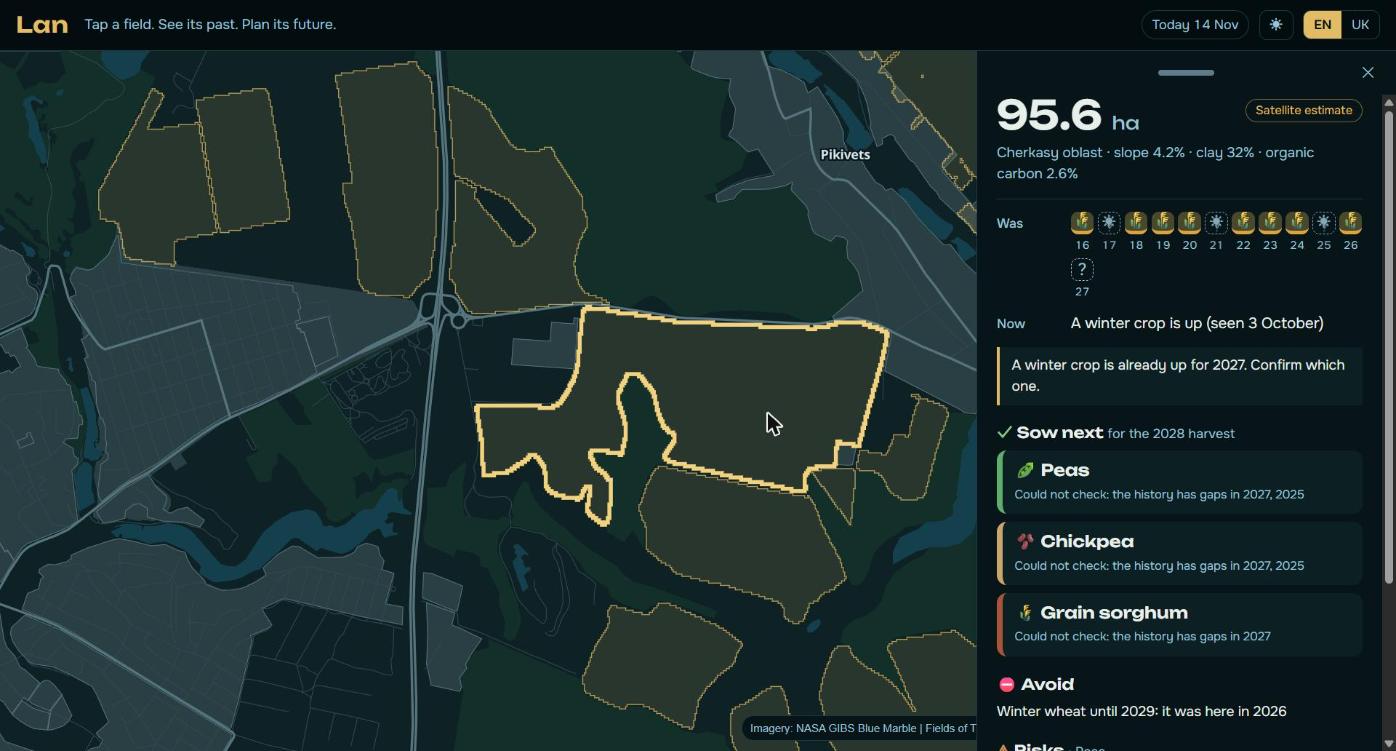 Lan Tap a field. See its past. Plan its future. Today 14 Nov EN UK
Pikivets
95.6 ha Satellite estimate
Cherkasy oblast · slope 4.2% · clay 32% · organic
carbon 2.6%
Was
16 17 18 19 20 21 22 23 24 25 26
?
27
Now A winter crop is up (seen 3 October)
A winter crop is already up for 2027. Confirm which
one.
Sow next for the 2028 harvest
Peas
Could not check: the history has gaps in 2027, 2025
Chickpea
Could not check: the history has gaps in 2027, 2025
Grain sorghum
Could not check: the history has gaps in 2027
Avoid
Winter wheat until 2029: it was here in 2026
Imagery: NASA GIBS Blue Marble | Fields of T